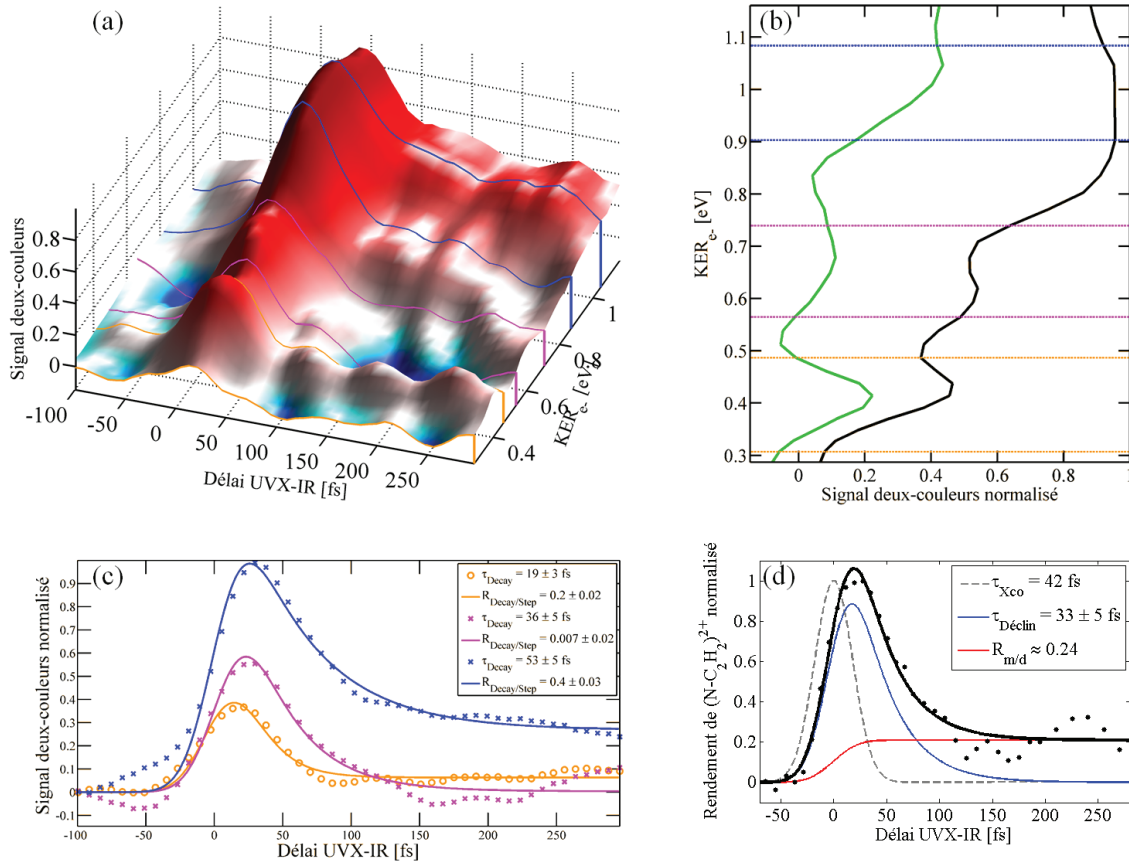 (a)
Signal deux-couleurs
0.8
0.6
0.4
0.2
0
-100
-50
0
50
100
150
200
250
Délai UVX-IR [fs]
0.4
0.6
0.8
1
KER e- [eV]
(b)
1.1
1
0.9
0.8
0.7
0.6
0.5
0.4
0.3
KER e- [eV]
0 0.2 0.4 0.6 0.8 1
Signal deux-couleurs normalisé
(c)
Signal deux-couleurs normalisé
0.9
0.8
0.7
0.6
0.5
0.4
0.3
0.2
0.1
0
-0.1
τDecay = 19 ± 3 fs
RDecay/Step = 0.2 ± 0.02
τDecay = 36 ± 5 fs
RDecay/Step = 0.007 ± 0.02
τDecay = 53 ± 5 fs
RDecay/Step = 0.4 ± 0.03
-100 -50 0 50 100 150 200 250
Délai UVX-IR [fs]
(d)
Rendement de (N-C2H2)2+ normalisé
1
0.8
0.6
0.4
0.2
0
τXco = 42 fs
τDéclin = 33 ± 5 fs
Rm/d ≈ 0.24
-50 0 50 100 150 200 250
Délai UVX-IR [fs]